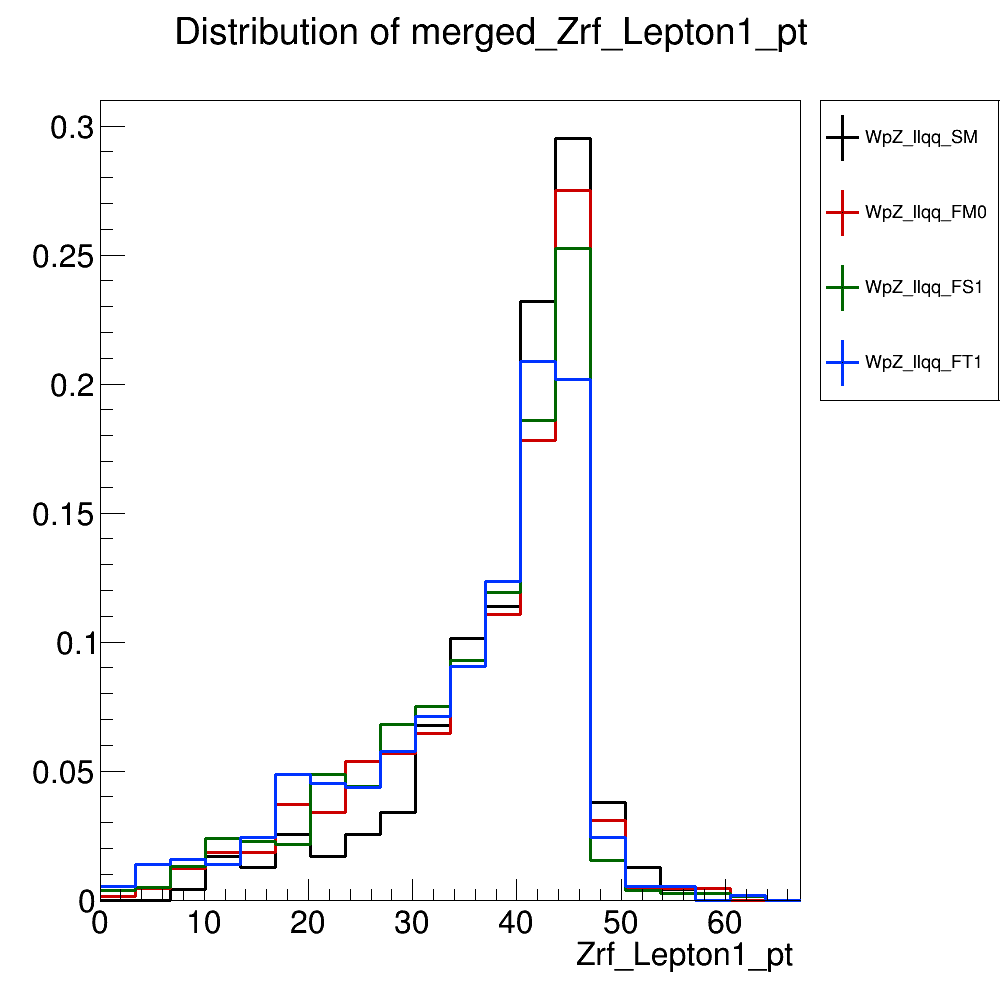 Distribution of merged_Zrf_Lepton1_pt
0.3
0.25
0.2
0.15
0.1
0.05
0
0 10 20 30 40 50 60
Zrf_Lepton1_pt
WpZ_llqq_SM
WpZ_llqq_FM0
WpZ_llqq_FS1
WpZ_llqq_FT1